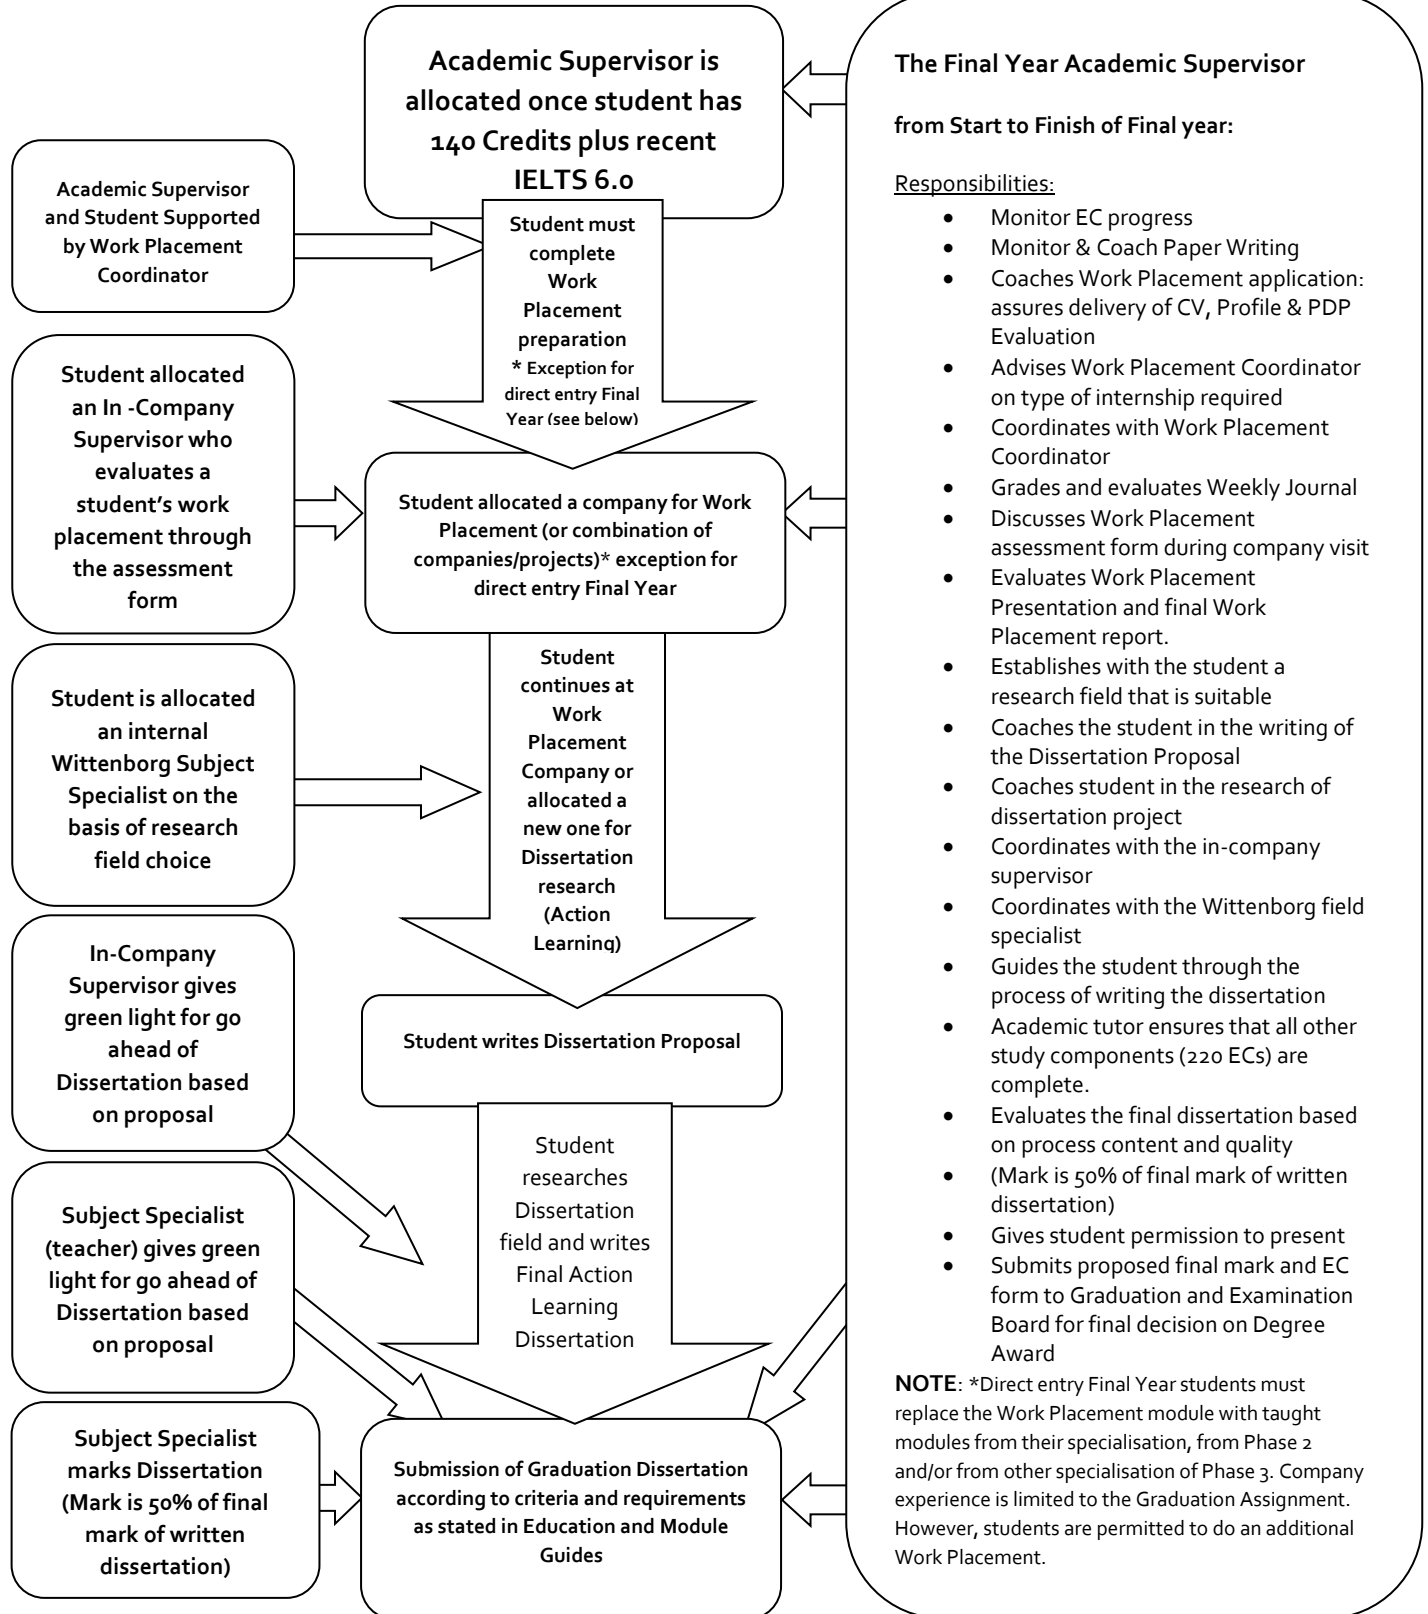 Academic Supervisor is
allocated once student has
140 Credits plus recent
IELTS 6.0
Academic Supervisor
and Student Supported
by Work Placement
Coordinator
Student must
complete
Work
Placement
preparation
* Exception for
direct entry Final
Year (see below)
Student allocated
an In -Company
Supervisor who
evaluates a
student's work
placement through
the assessment
form
Student allocated a company for Work
Placement (or combination of
companies/projects)* exception for
direct entry Final Year
Student is allocated
an internal
Wittenborg Subject
Specialist on the
basis of research
field choice
Student
continues at
Work
Placement
Company or
allocated a
new one for
Dissertation
research
(Action
Learning)
In-Company
Supervisor gives
green light for go
ahead of
Dissertation based
on proposal
Student writes Dissertation Proposal
Subject Specialist
(teacher) gives green
light for go ahead of
Dissertation based
on proposal
Student
researches
Dissertation
field and writes
Final Action
Learning
Dissertation
Subject Specialist
marks Dissertation
(Mark is 50% of final
mark of written
dissertation)
Submission of Graduation Dissertation
according to criteria and requirements
as stated in Education and Module
Guides
The Final Year Academic Supervisor
from Start to Finish of Final year:
Responsibilities:
• Monitor EC progress
• Monitor & Coach Paper Writing
• Coaches Work Placement application:
assures delivery of CV, Profile & PDP
Evaluation
• Advises Work Placement Coordinator
on type of internship required
• Coordinates with Work Placement
Coordinator
• Grades and evaluates Weekly Journal
• Discusses Work Placement
assessment form during company visit
• Evaluates Work Placement
Presentation and final Work
Placement report.
• Establishes with the student a
research field that is suitable
• Coaches the student in the writing of
the Dissertation Proposal
• Coaches student in the research of
dissertation project
• Coordinates with the in-company
supervisor
• Coordinates with the Wittenborg field
specialist
• Guides the student through the
process of writing the dissertation
• Academic tutor ensures that all other
study components (220 ECs) are
complete.
• Evaluates the final dissertation based
on process content and quality
• (Mark is 50% of final mark of written
dissertation)
• Gives student permission to present
• Submits proposed final mark and EC
form to Graduation and Examination
Board for final decision on Degree
Award
NOTE: *Direct entry Final Year students must
replace the Work Placement module with taught
modules from their specialisation, from Phase 2
and/or from other specialisation of Phase 3. Company
experience is limited to the Graduation Assignment.
However, students are permitted to do an additional
Work Placement.